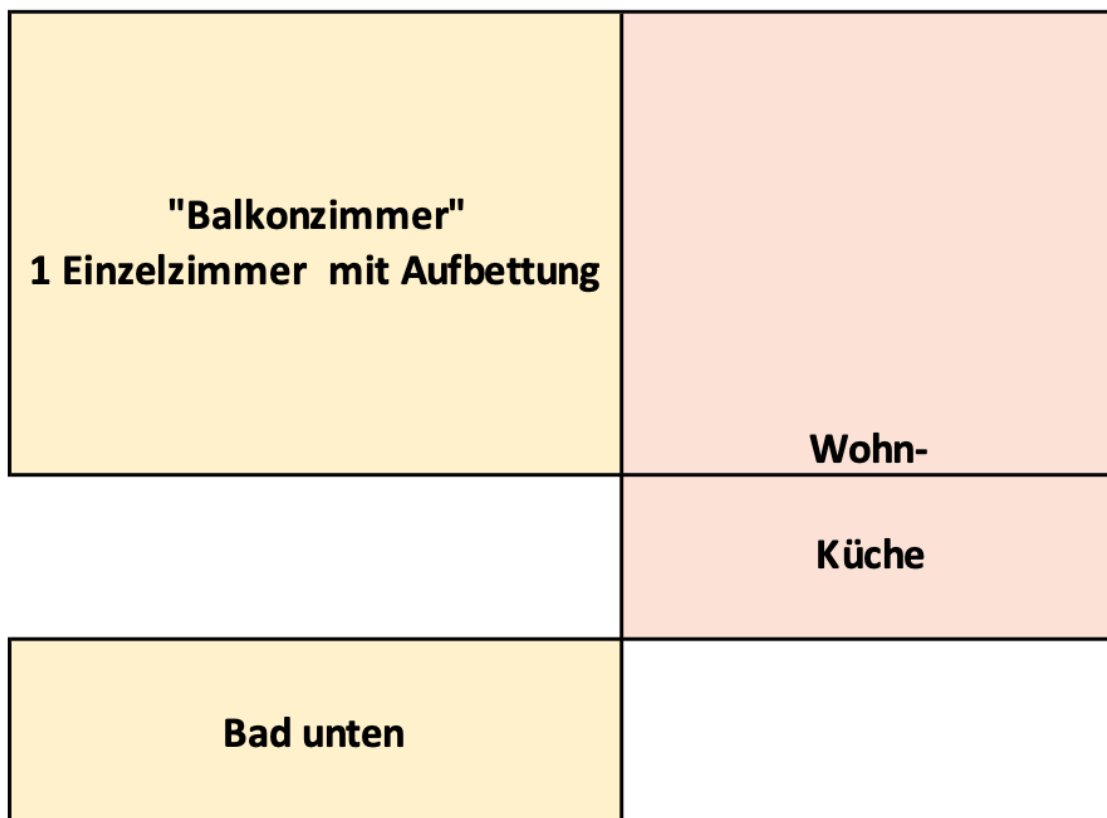 "Balkonzimmer"
1 Einzelzimmer  mit Aufbettung
Wohn-
Küche
Bad unten